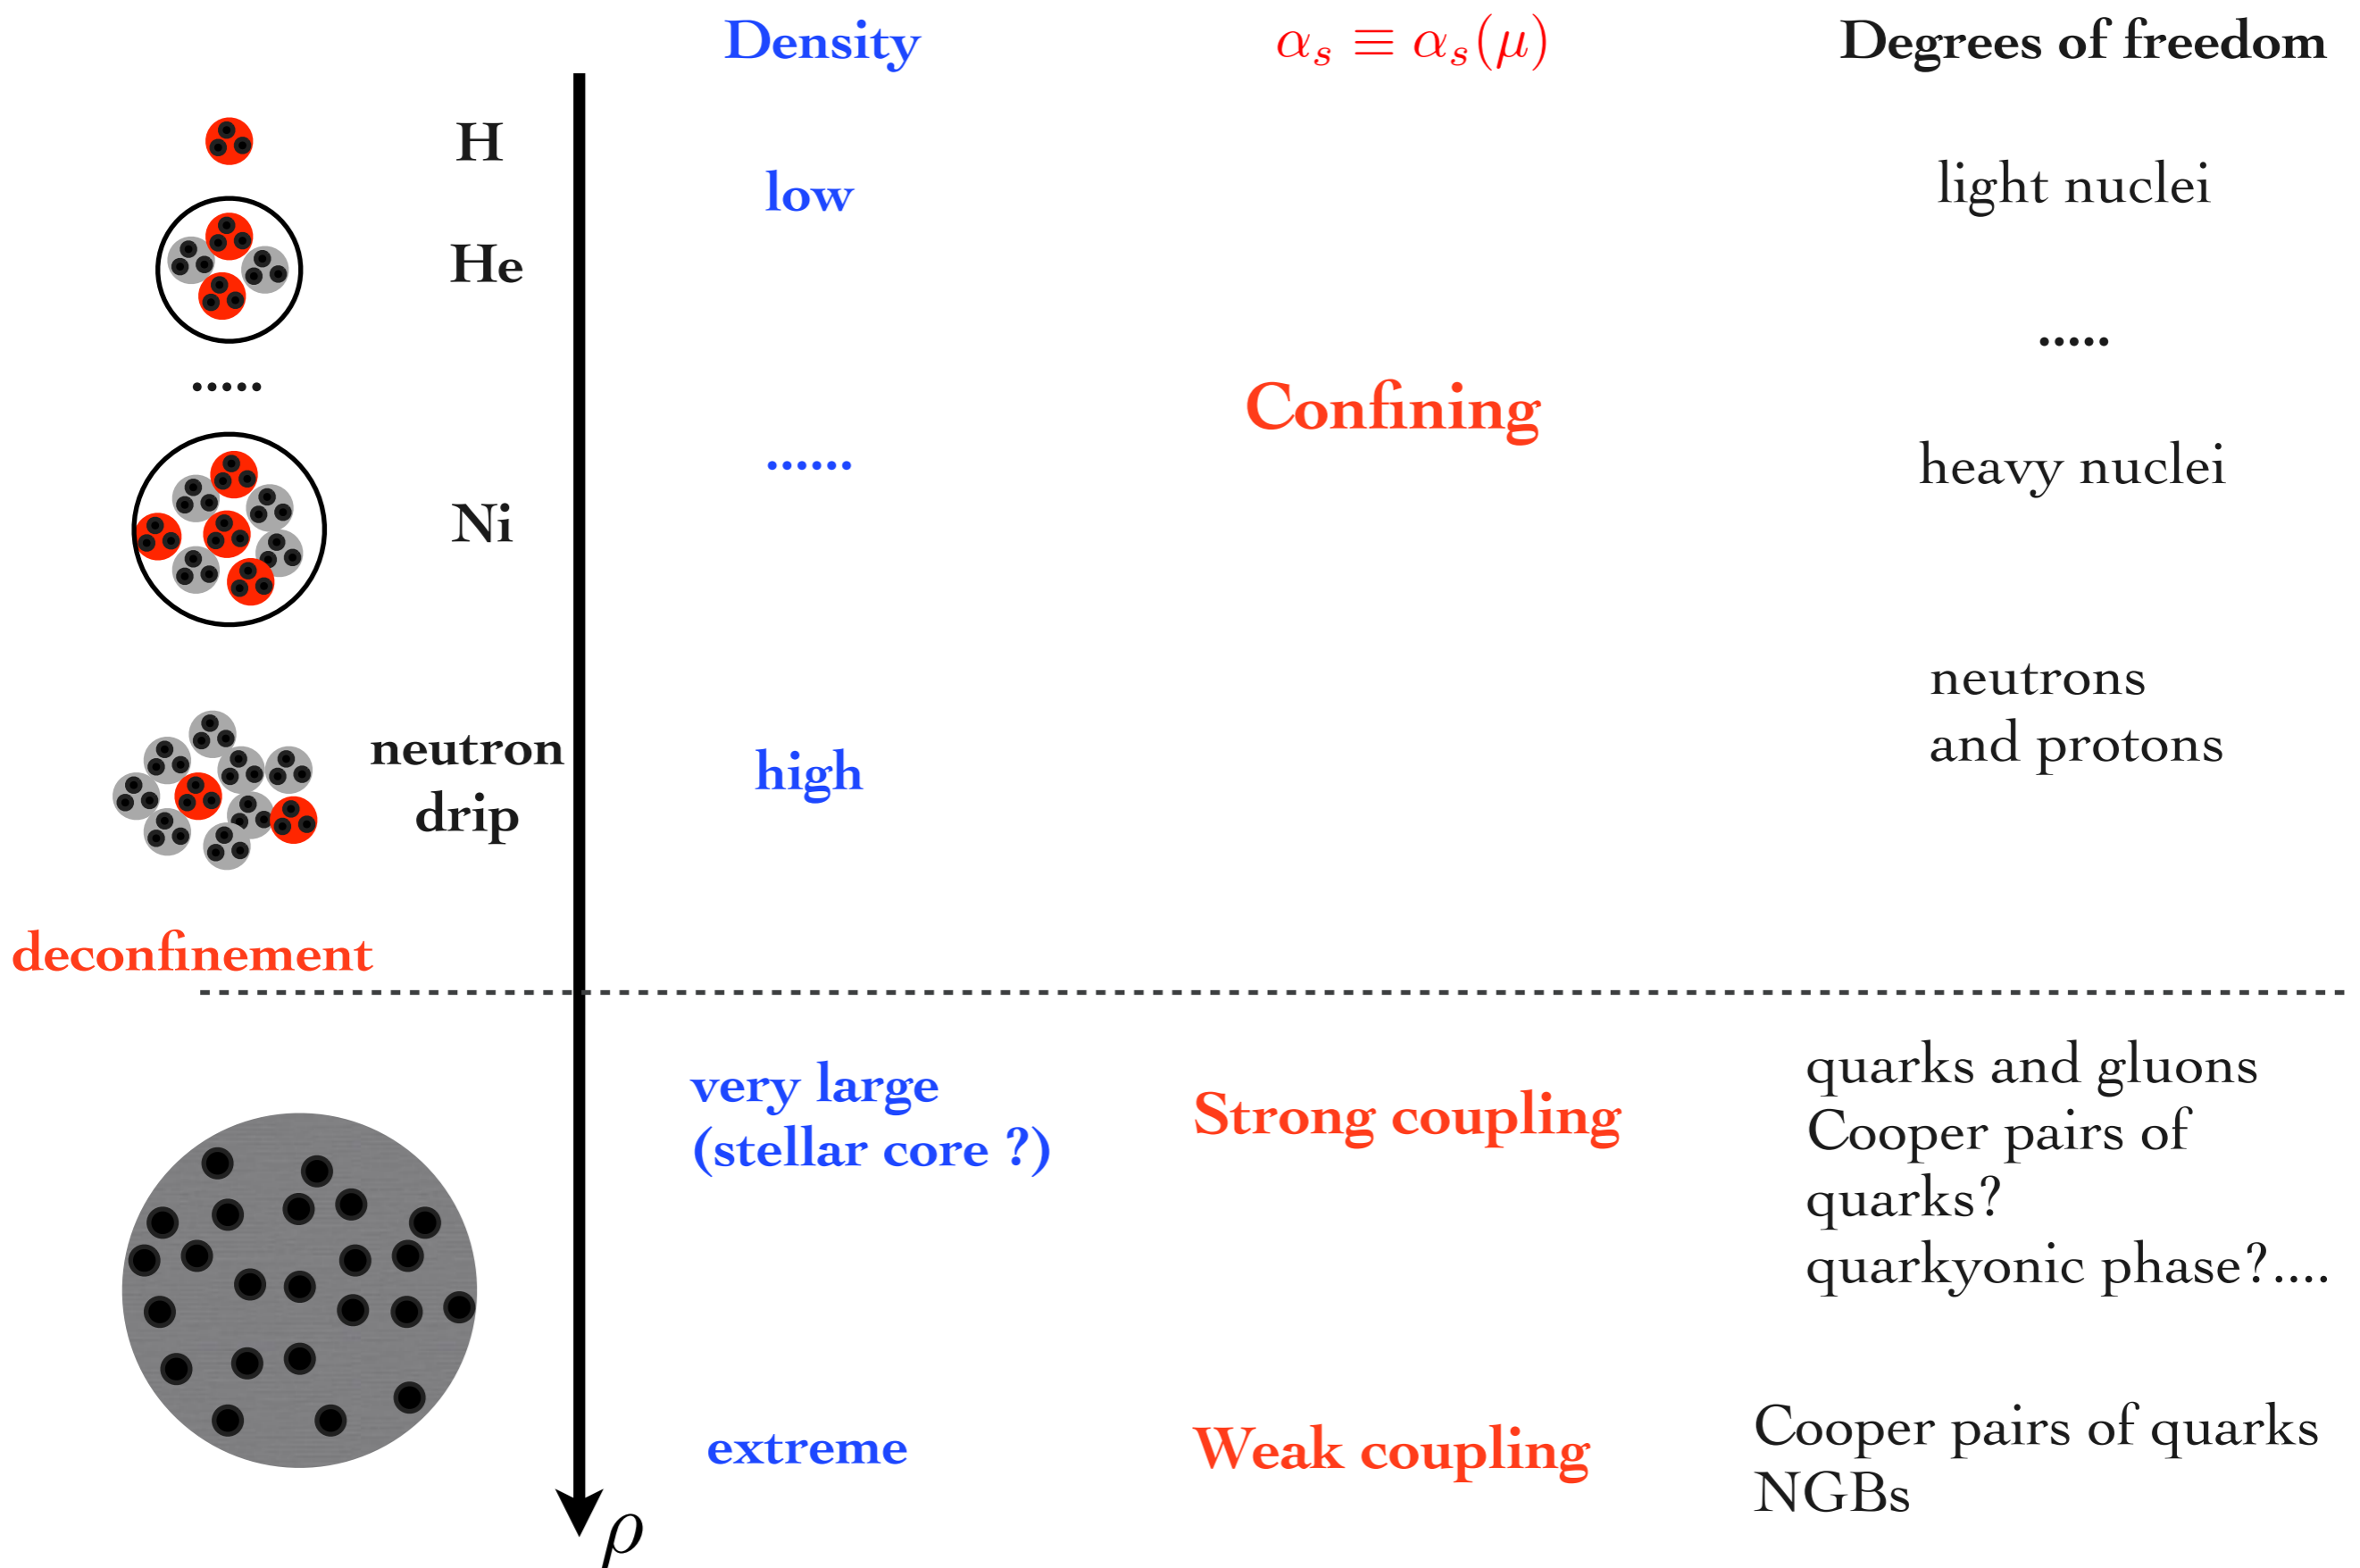 Density
αₛ ≡ αₛ(μ)
Degrees of freedom
H
low
light nuclei
He
.....
.....
Confining
......
heavy nuclei
Ni
neutrons
and protons
neutron
drip
high
deconfinement
very large
(stellar core ?)
Strong coupling
quarks and gluons
Cooper pairs of
quarks?
quarkyonic phase?....
extreme
Weak coupling
Cooper pairs of quarks
NGBs
ρ